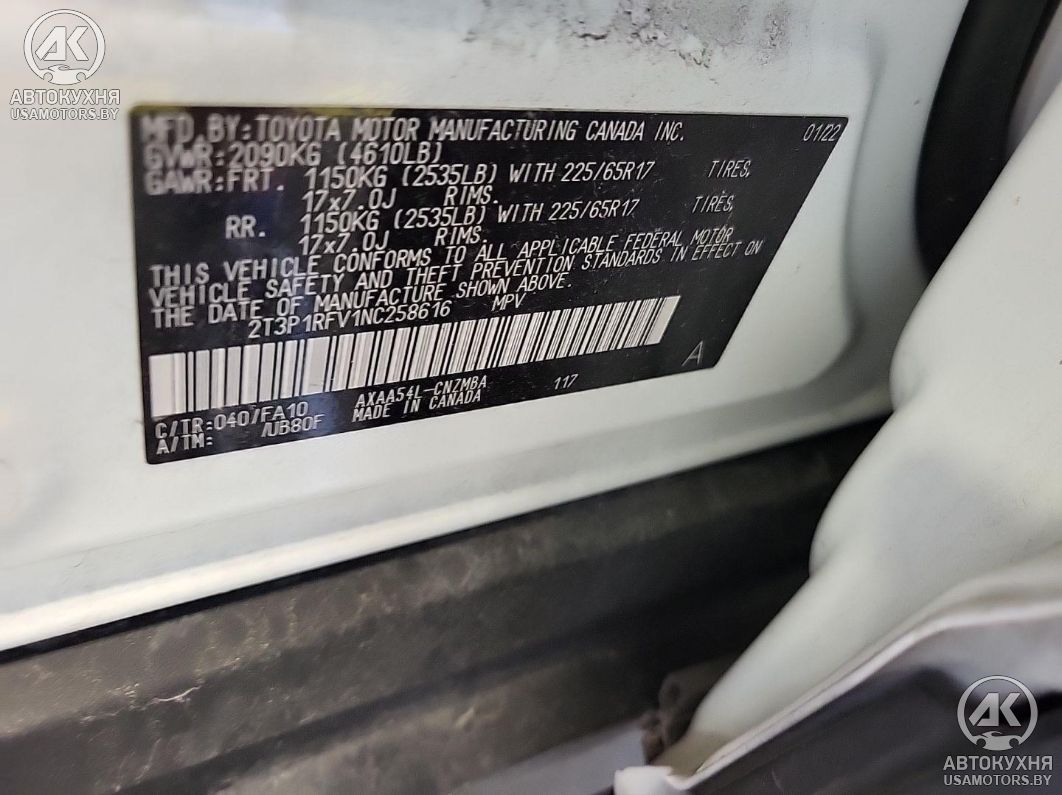 АК
АВТОКУХНЯ
USAMOTORS.BY
MFD. BY: TOYOTA MOTOR MANUFACTURING CANADA INC. 01/22
GVWR: 2090KG (4610LB)
GAWR: FRT. 1150KG (2535LB) WITH 225/65R17 TIRES,
17x7.0J RIMS.
RR. 1150KG (2535LB) WITH 225/65R17 TIRES,
17x7.0J RIMS.
THIS VEHICLE CONFORMS TO ALL APPLICABLE FEDERAL MOTOR
VEHICLE SAFETY AND THEFT PREVENTION STANDARDS IN EFFECT ON
THE DATE OF MANUFACTURE SHOWN ABOVE.
2T3P1RFV1NC258616 MPV
A
C/TR: 040/FA10 AXAA54L-CNZMBA 117
A/TM: /UB80F MADE IN CANADA
АК
АВТОКУХНЯ
USAMOTORS.BY